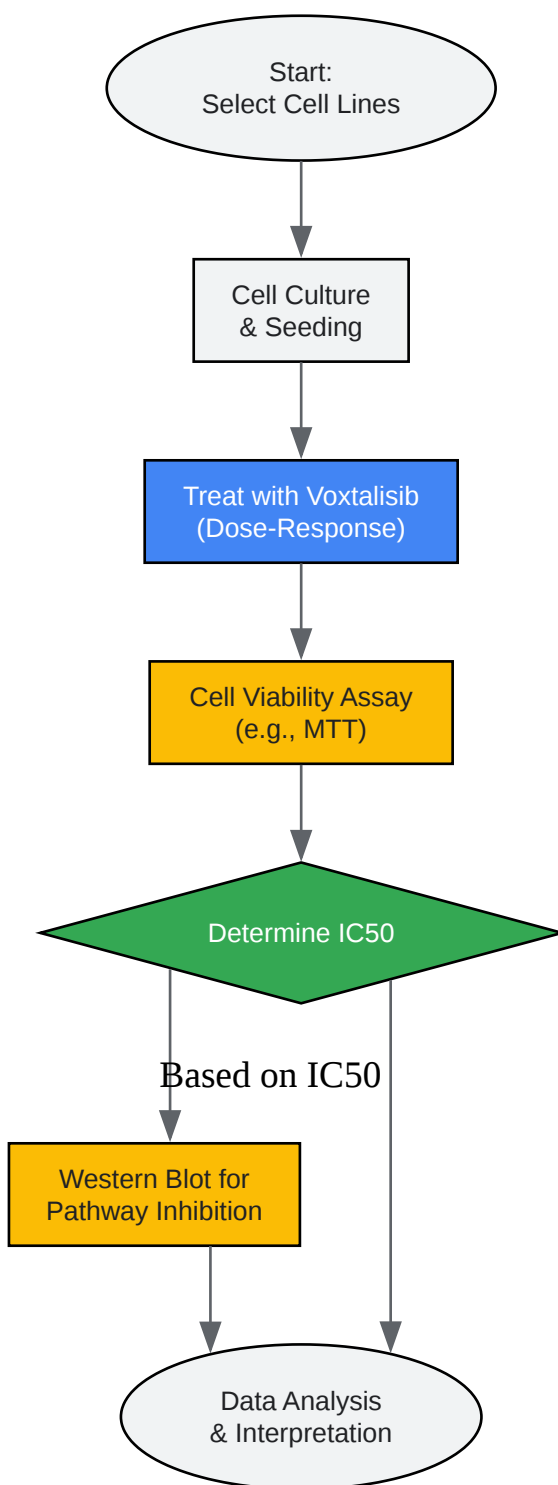 Start:
Select Cell Lines
Cell Culture
& Seeding
Treat with Voxtalisib
(Dose-Response)
Cell Viability Assay
(e.g., MTT)
Determine IC50
Based on IC50
Western Blot for
Pathway Inhibition
Data Analysis
& Interpretation